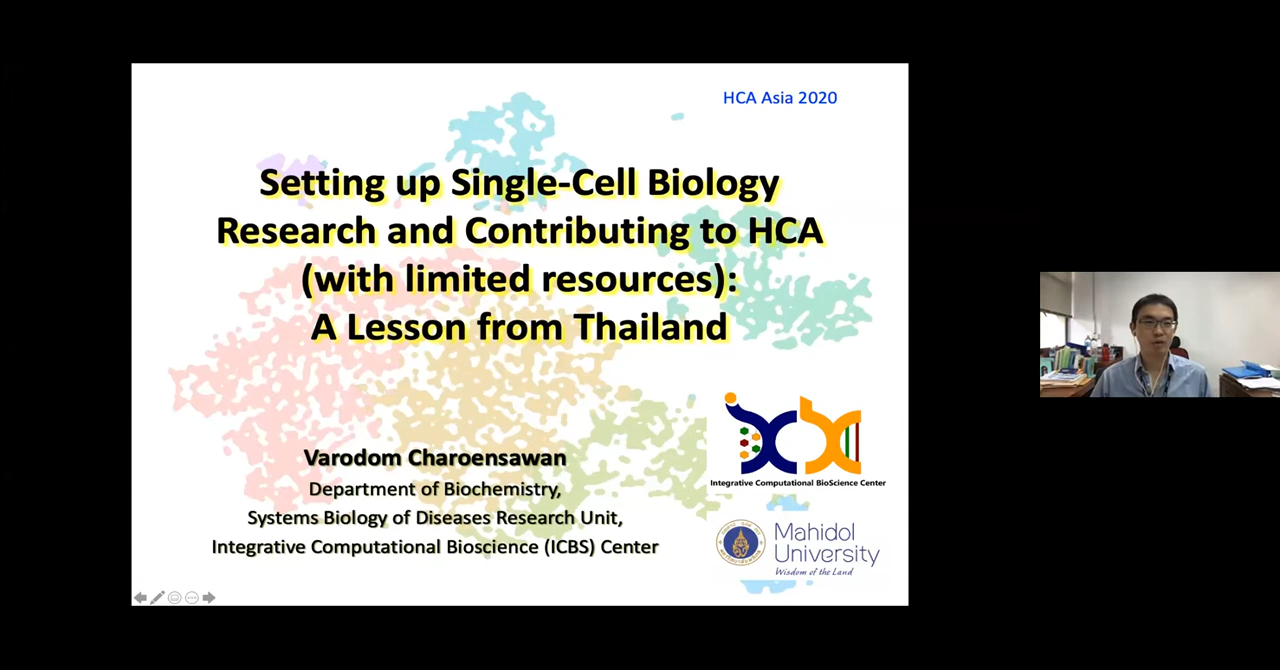 HCA Asia 2020
Setting up Single-Cell Biology
Research and Contributing to HCA
(with limited resources):
A Lesson from Thailand
Varodom Charoensawan
Department of Biochemistry,
Systems Biology of Diseases Research Unit,
Integrative Computational Bioscience (ICBS) Center
Integrative Computational BioScience Center
Mahidol
University
Wisdom of the Land